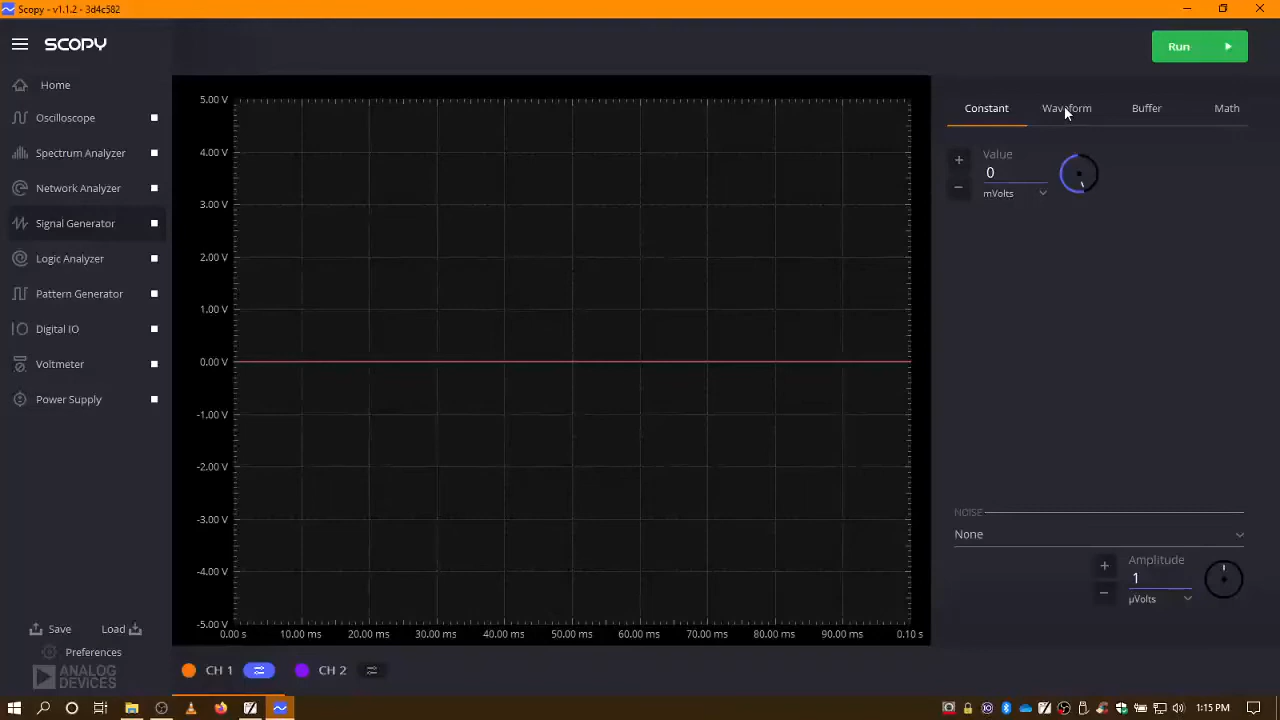 Scopy - v1.1.2 - 3d4c582
SCOPY
Run
Home
Oscilloscope
Spectrum Analyzer
Network Analyzer
Signal Generator
Logic Analyzer
Pattern Generator
Digital IO
Voltmeter
Power Supply
Save
Load
Preferences
ANALOG
DEVICES
5.00 V
4.00 V
3.00 V
2.00 V
1.00 V
0.00 V
-1.00 V
-2.00 V
-3.00 V
-4.00 V
-5.00 V
0.00 s 10.00 ms 20.00 ms 30.00 ms 40.00 ms 50.00 ms 60.00 ms 70.00 ms 80.00 ms 90.00 ms 0.10 s
CH 1 CH 2
Constant Waveform Buffer Math
Value
0
mVolts
NOISE
None
Amplitude
1
µVolts
1:15 PM